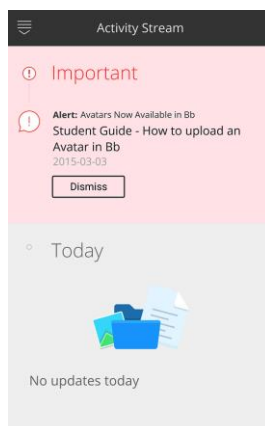 Activity Stream
Important
Alert: Avatars Now Available in Bb
Student Guide - How to upload an
Avatar in Bb
2015-03-03
Dismiss
Today
No updates today